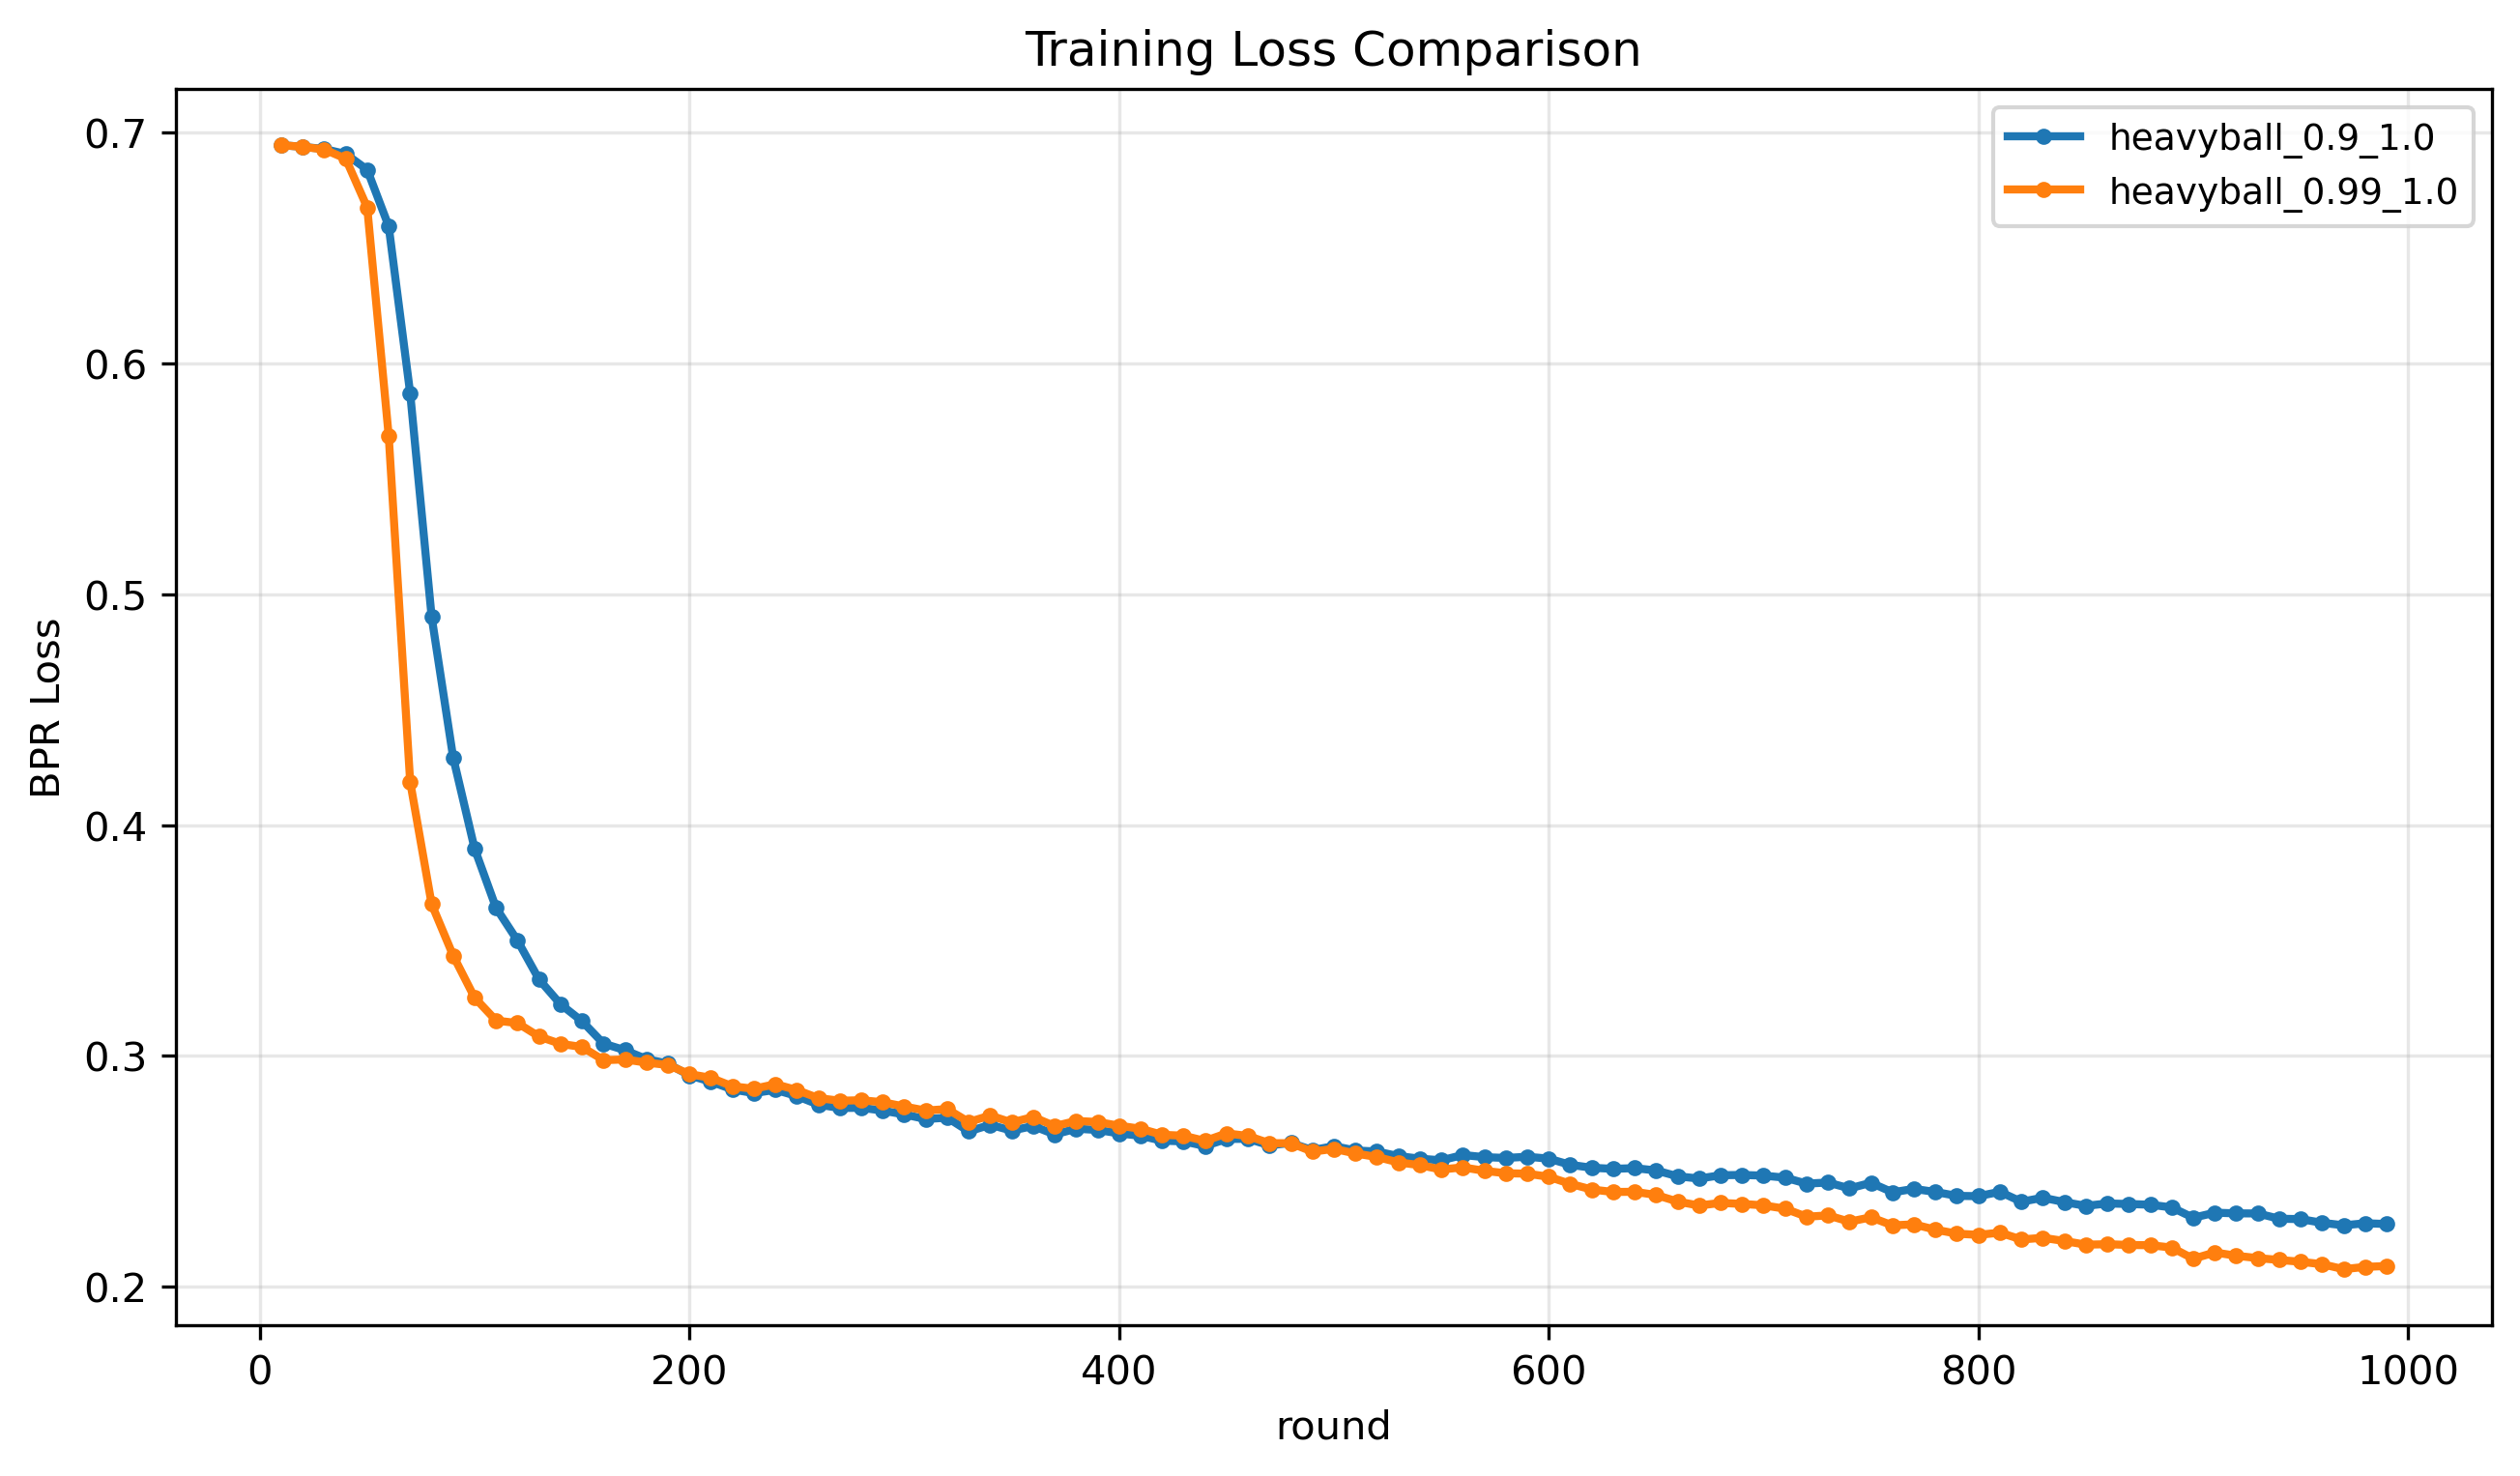 Training Loss Comparison
heavyball_0.9_1.0
heavyball_0.99_1.0
BPR Loss
0.7
0.6
0.5
0.4
0.3
0.2
0 200 400 600 800 1000
round